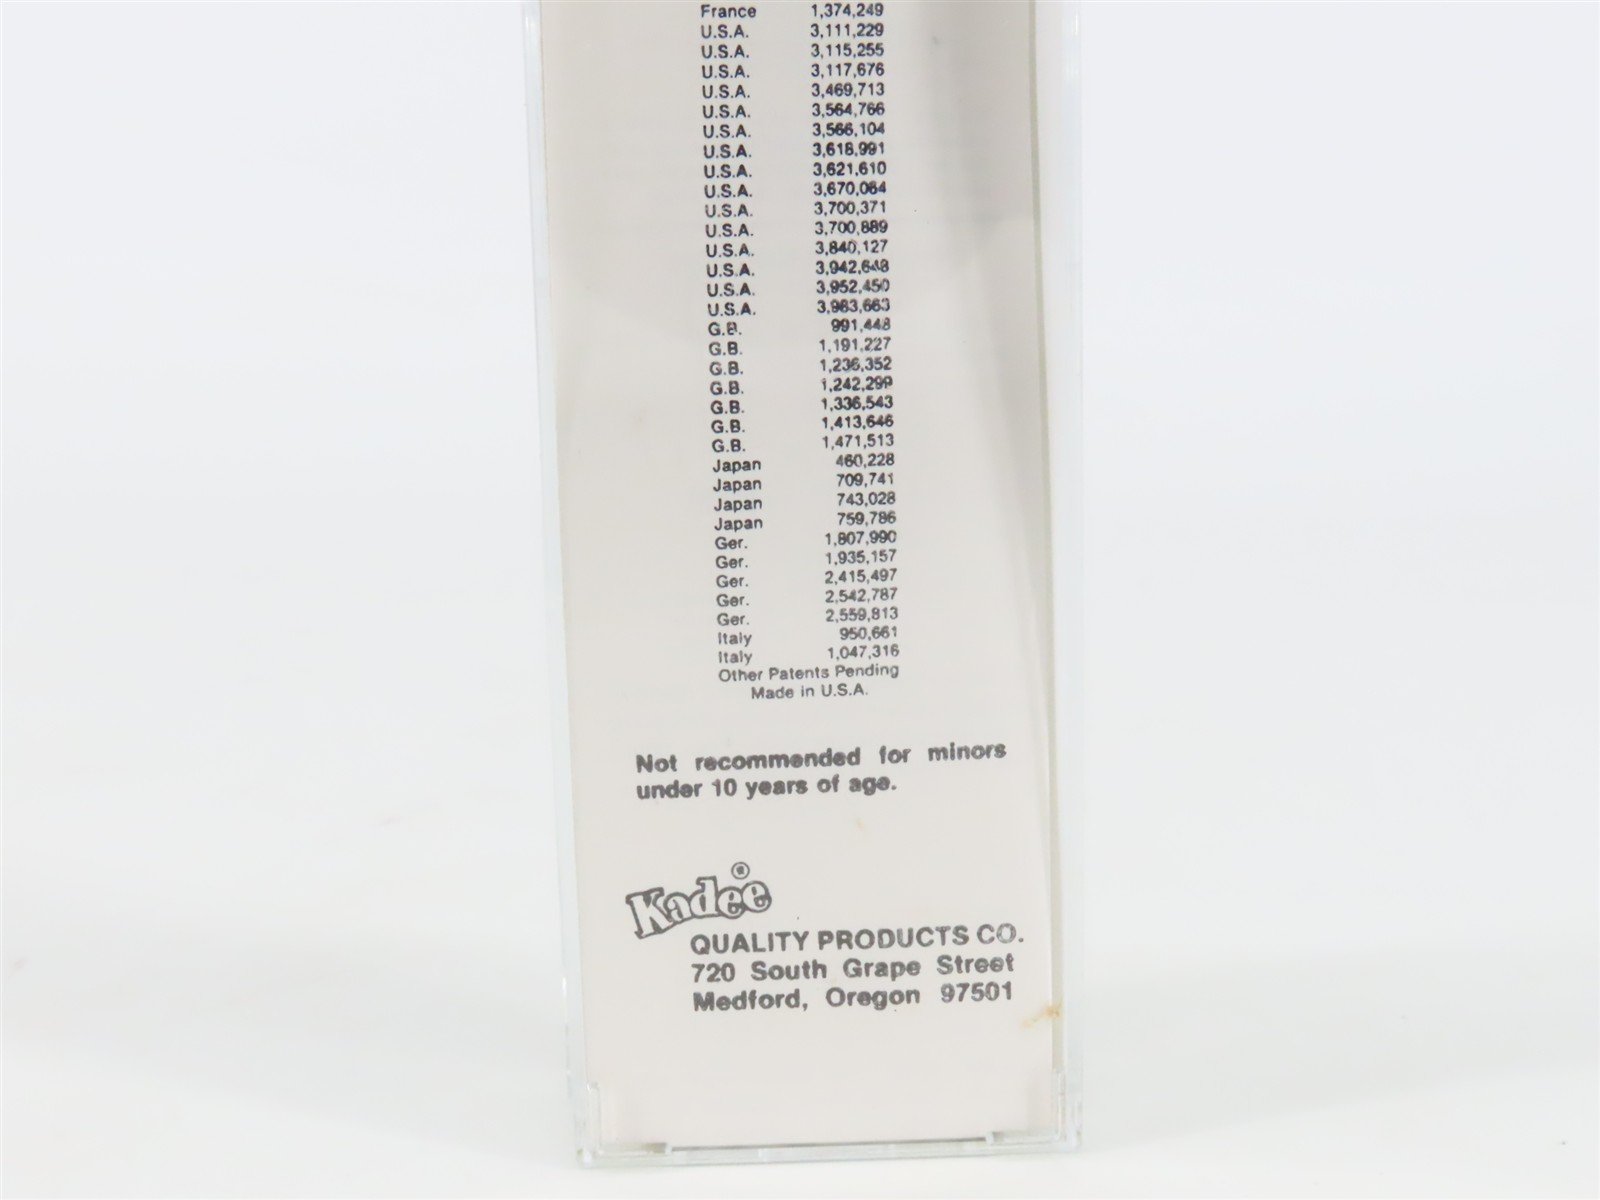 France 1,374,249
U.S.A. 3,111,229
U.S.A. 3,115,255
U.S.A. 3,117,676
U.S.A. 3,469,713
U.S.A. 3,564,766
U.S.A. 3,566,104
U.S.A. 3,618,991
U.S.A. 3,621,610
U.S.A. 3,670,064
U.S.A. 3,700,371
U.S.A. 3,700,889
U.S.A. 3,840,127
U.S.A. 3,942,648
U.S.A. 3,952,450
U.S.A. 3,983,663
G.B. 991,448
G.B. 1,191,227
G.B. 1,236,352
G.B. 1,242,299
G.B. 1,336,543
G.B. 1,413,646
G.B. 1,471,513
Japan 460,228
Japan 709,741
Japan 743,028
Japan 759,786
Ger. 1,807,990
Ger. 1,935,157
Ger. 2,415,497
Ger. 2,542,787
Ger. 2,559,813
Italy 950,661
Italy 1,047,316
Other Patents Pending
Made in U.S.A.
Not recommended for minors
under 10 years of age.
Kadee®
QUALITY PRODUCTS CO.
720 South Grape Street
Medford, Oregon 97501